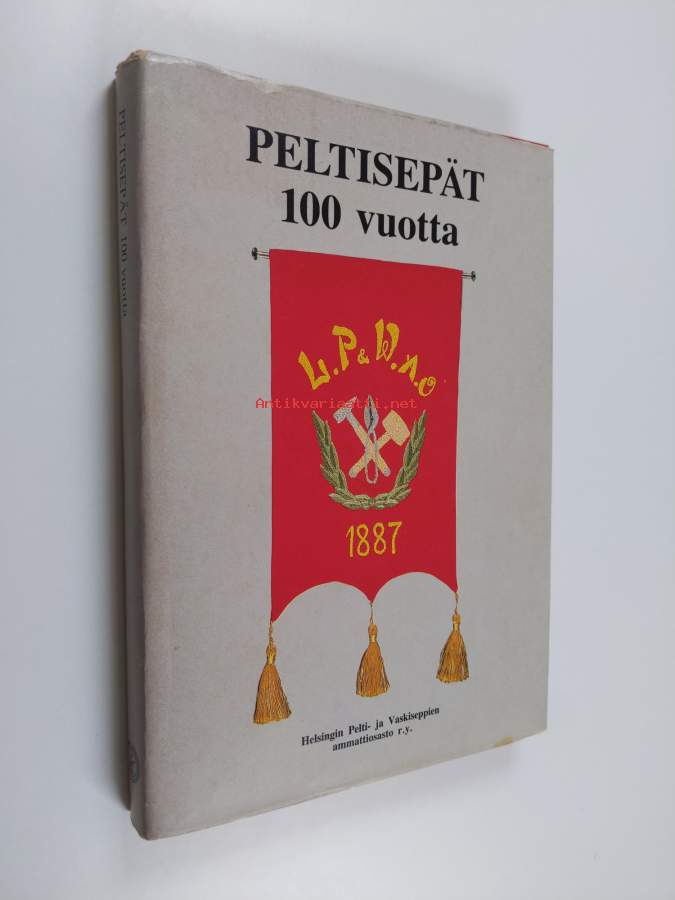 PELTISEPÄT
100 vuotta
L.P.&W.A.O
Antikvariaatti.net
1887
Helsingin Pelti- ja Vaskiseppien
ammattiosasto r.y.
PELTISEPÄT 100 vuotta